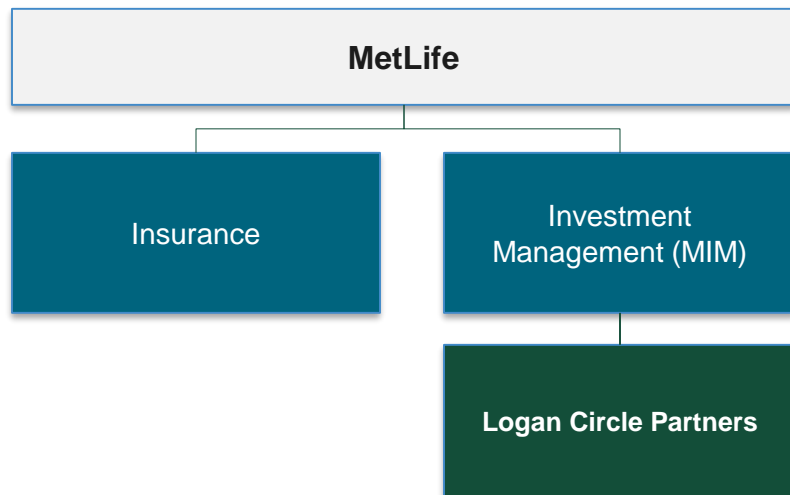 MetLife
Insurance
Investment
Management (MIM)
Logan Circle Partners